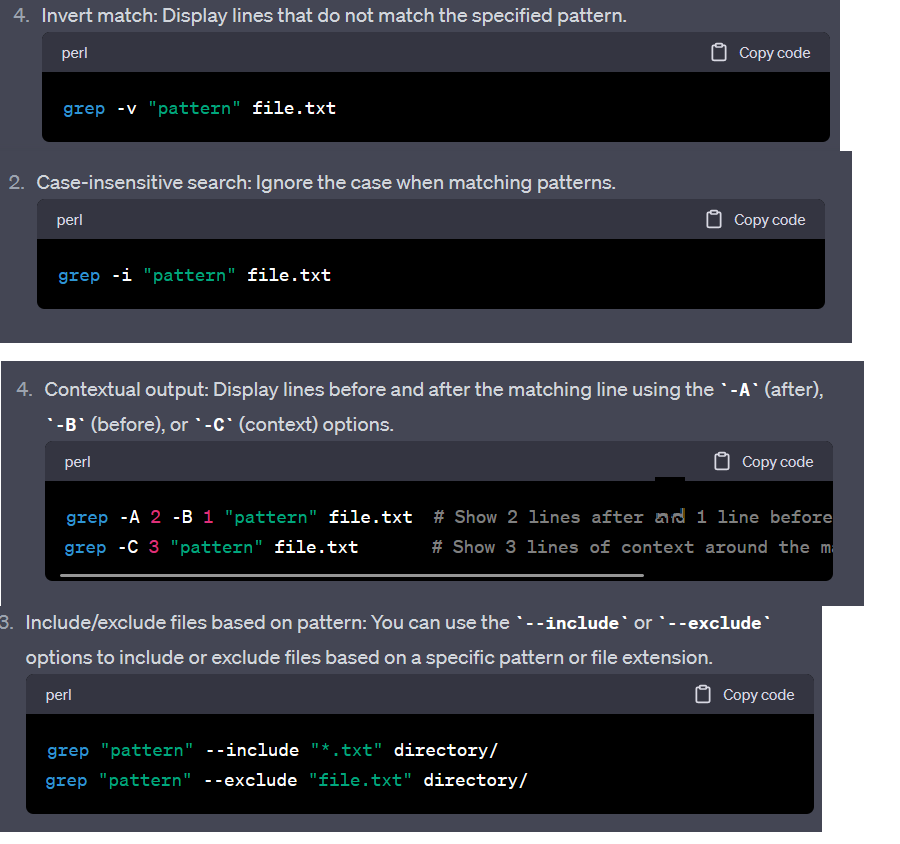 4. Invert match: Display lines that do not match the specified pattern.
perl Copy code
grep -v "pattern" file.txt
2. Case-insensitive search: Ignore the case when matching patterns.
perl Copy code
grep -i "pattern" file.txt
4. Contextual output: Display lines before and after the matching line using the `-A` (after),
`-B` (before), or `-C` (context) options.
perl Copy code
grep -A 2 -B 1 "pattern" file.txt # Show 2 lines after and 1 line before
grep -C 3 "pattern" file.txt # Show 3 lines of context around the
3. Include/exclude files based on pattern: You can use the `--include` or `--exclude`
options to include or exclude files based on a specific pattern or file extension.
perl Copy code
grep "pattern" --include "*.txt" directory/
grep "pattern" --exclude "file.txt" directory/